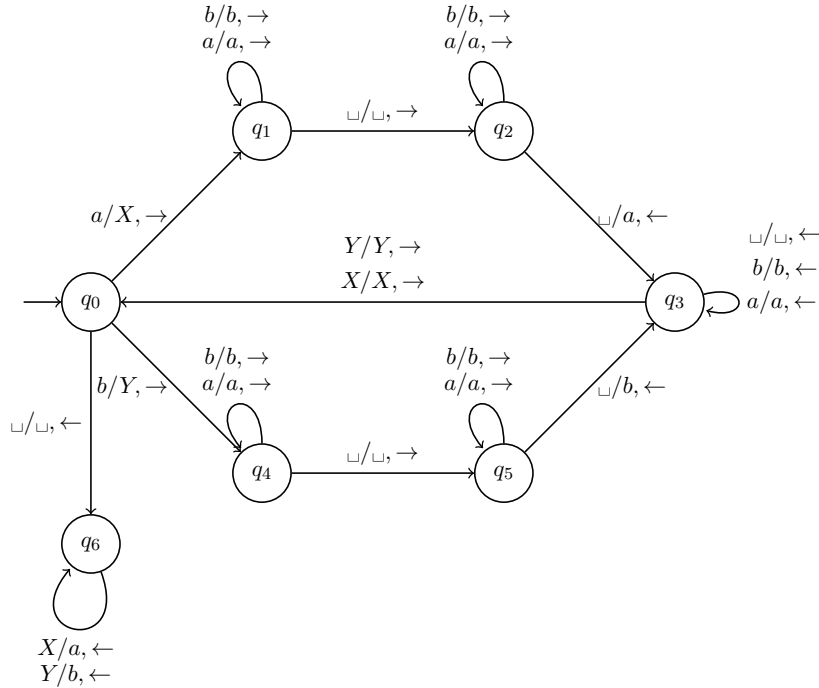 b/b, →
a/a, →
b/b, →
a/a, →
q₁
␣/␣, →
q₂
a/X, →
␣/a, ←
Y/Y, →
X/X, →
␣/␣, ←
b/b, ←
a/a, ←
q₀
q₃
b/Y, →
b/b, →
a/a, →
b/b, →
a/a, →
␣/b, ←
␣/␣, ←
q₄
␣/␣, →
q₅
q₆
X/a, ←
Y/b, ←